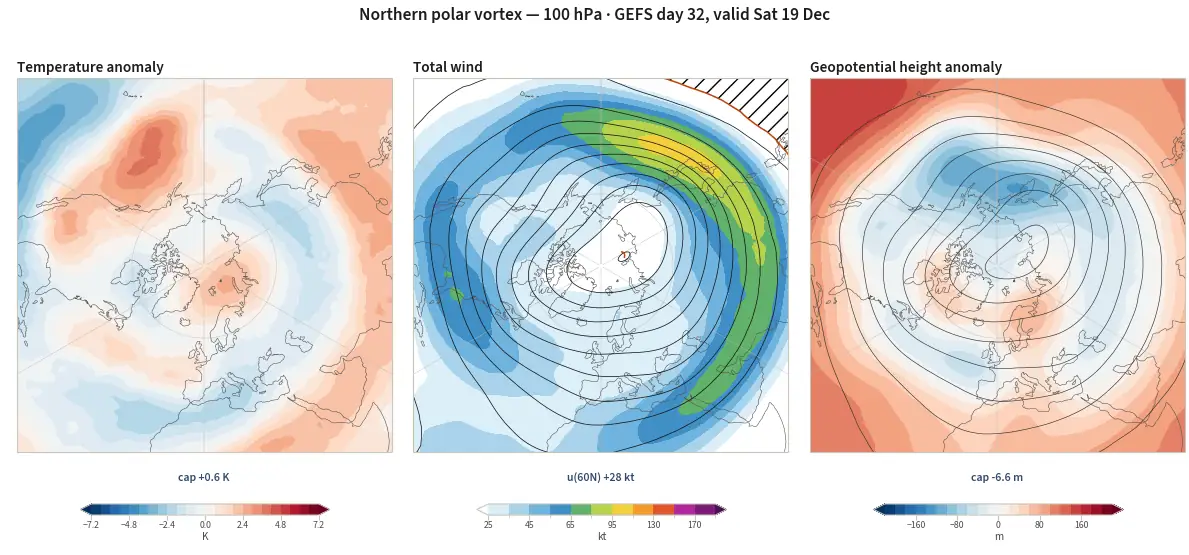 Northern polar vortex — 100 hPa · GEFS day 32, valid Sat 19 Dec
Temperature anomaly
Total wind
Geopotential height anomaly
cap +0.6 K
u(60N) +28 kt
cap -6.6 m
−7.2 −4.8 −2.4 0.0 2.4 4.8 7.2
K
25 45 65 95 130 170
kt
−160 −80 0 80 160
m